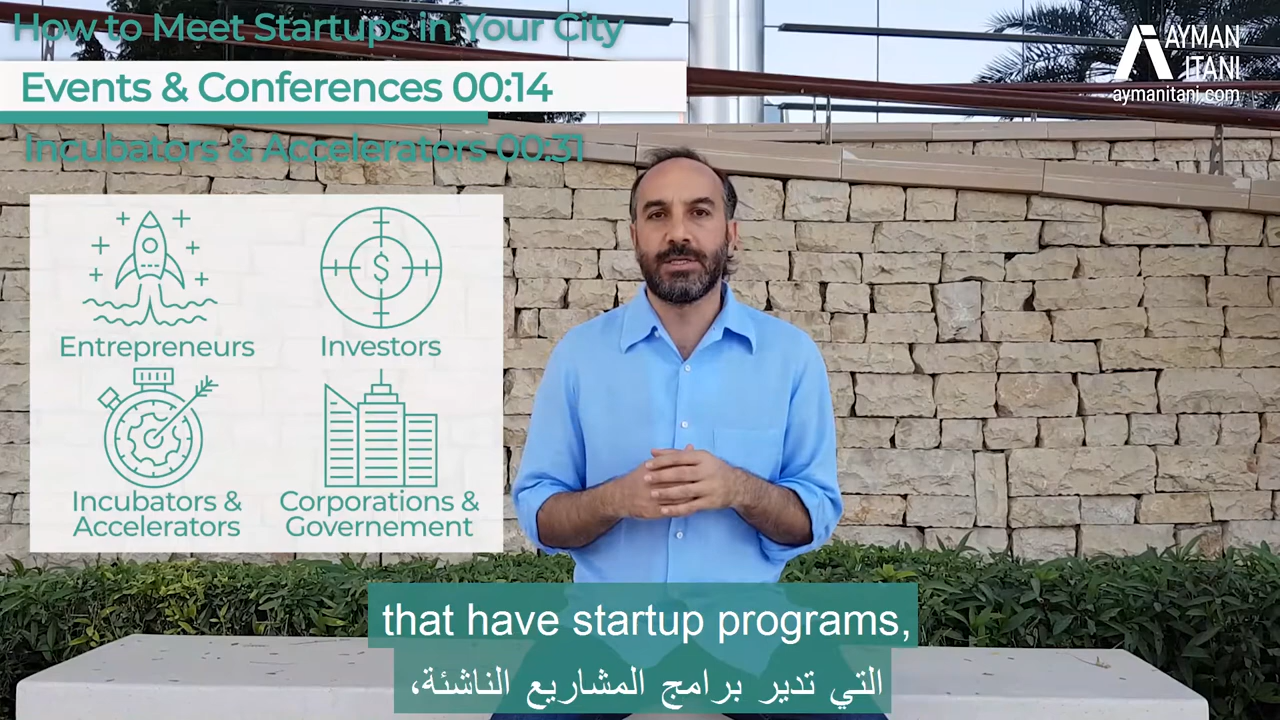 How to Meet Startups in Your City
Events & Conferences 00:14
Incubators & Accelerators 00:31
AYMAN
ITANI
aymanitani.com
$
Entrepreneurs
Investors
Incubators &
Accelerators
Corporations &
Governement
that have startup programs,
التي تدير برامج المشاريع الناشئة،